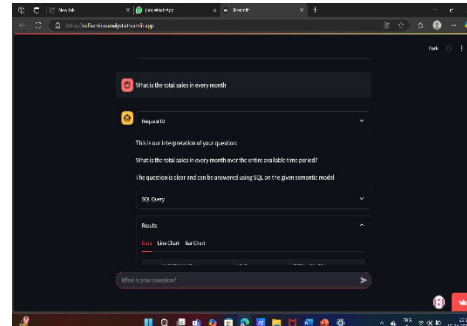 New Tab
WhatsApp
Streamlit
Fork
What is the total sales in every month
Request ID
This is our interpretation of your question:
What is the total sales in every month over the entire available time period?
The question is clear and can be answered using SQL on the given semantic model
SQL Query
Results
Data Line Chart Bar Chart
What is your question?